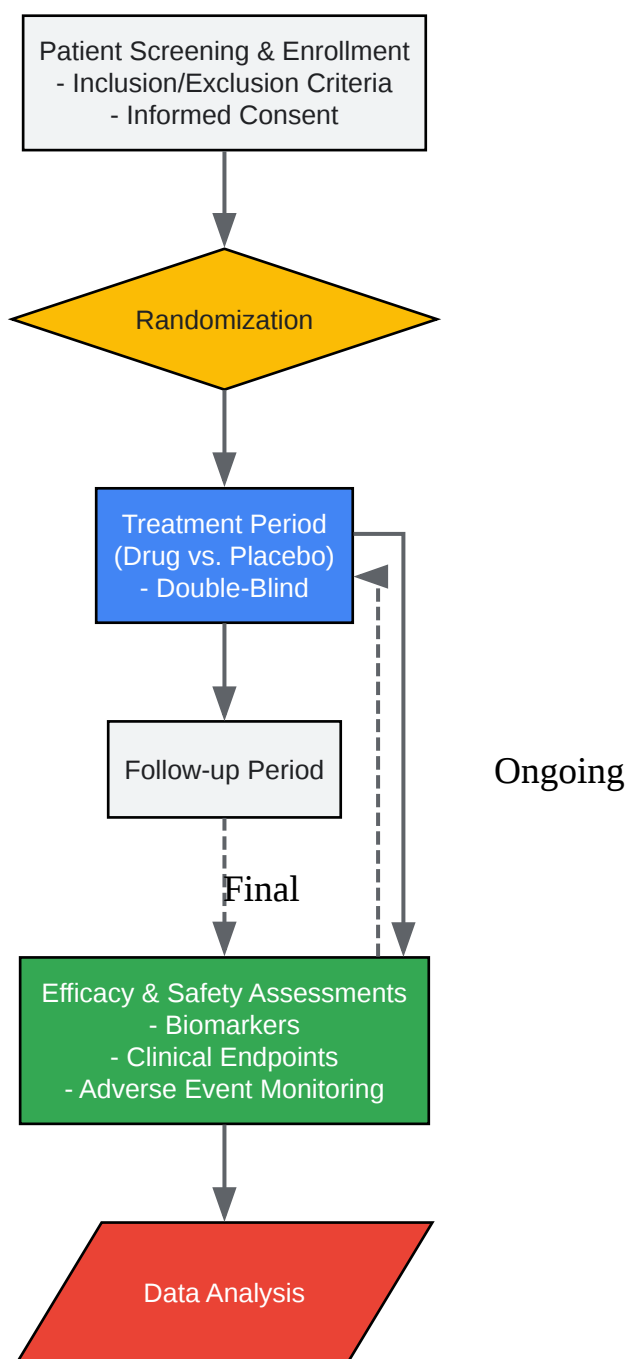 Patient Screening & Enrollment
- Inclusion/Exclusion Criteria
- Informed Consent
Randomization
Treatment Period
(Drug vs. Placebo)
- Double-Blind
Follow-up Period
Ongoing
Final
Efficacy & Safety Assessments
- Biomarkers
- Clinical Endpoints
- Adverse Event Monitoring
Data Analysis